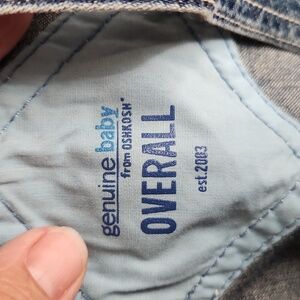 genuine baby
from OSHKOSH"
OVERALL
est.2003